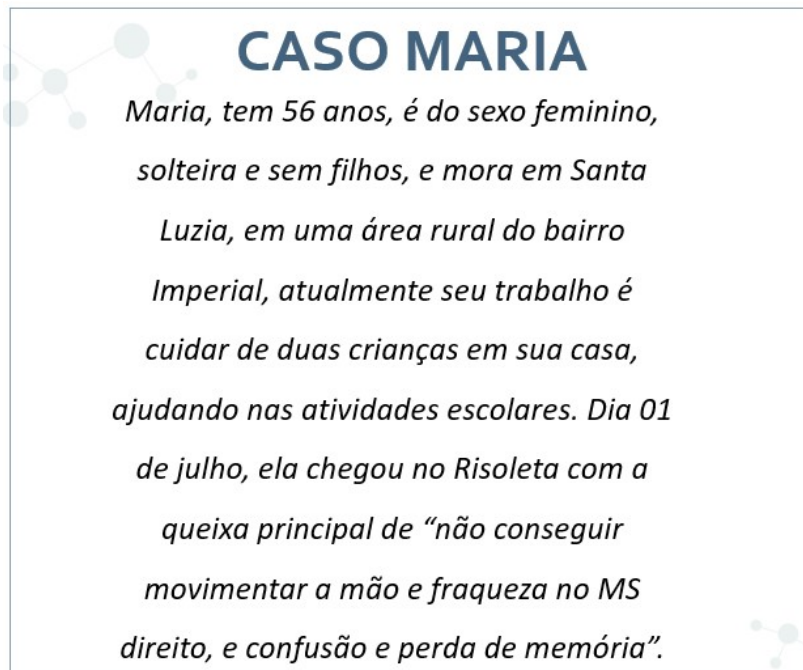 CASO MARIA
Maria, tem 56 anos, é do sexo feminino,
solteira e sem filhos, e mora em Santa
Luzia, em uma área rural do bairro
Imperial, atualmente seu trabalho é
cuidar de duas crianças em sua casa,
ajudando nas atividades escolares. Dia 01
de julho, ela chegou no Risoleta com a
queixa principal de “não conseguir
movimentar a mão e fraqueza no MS
direito, e confusão e perda de memória”.